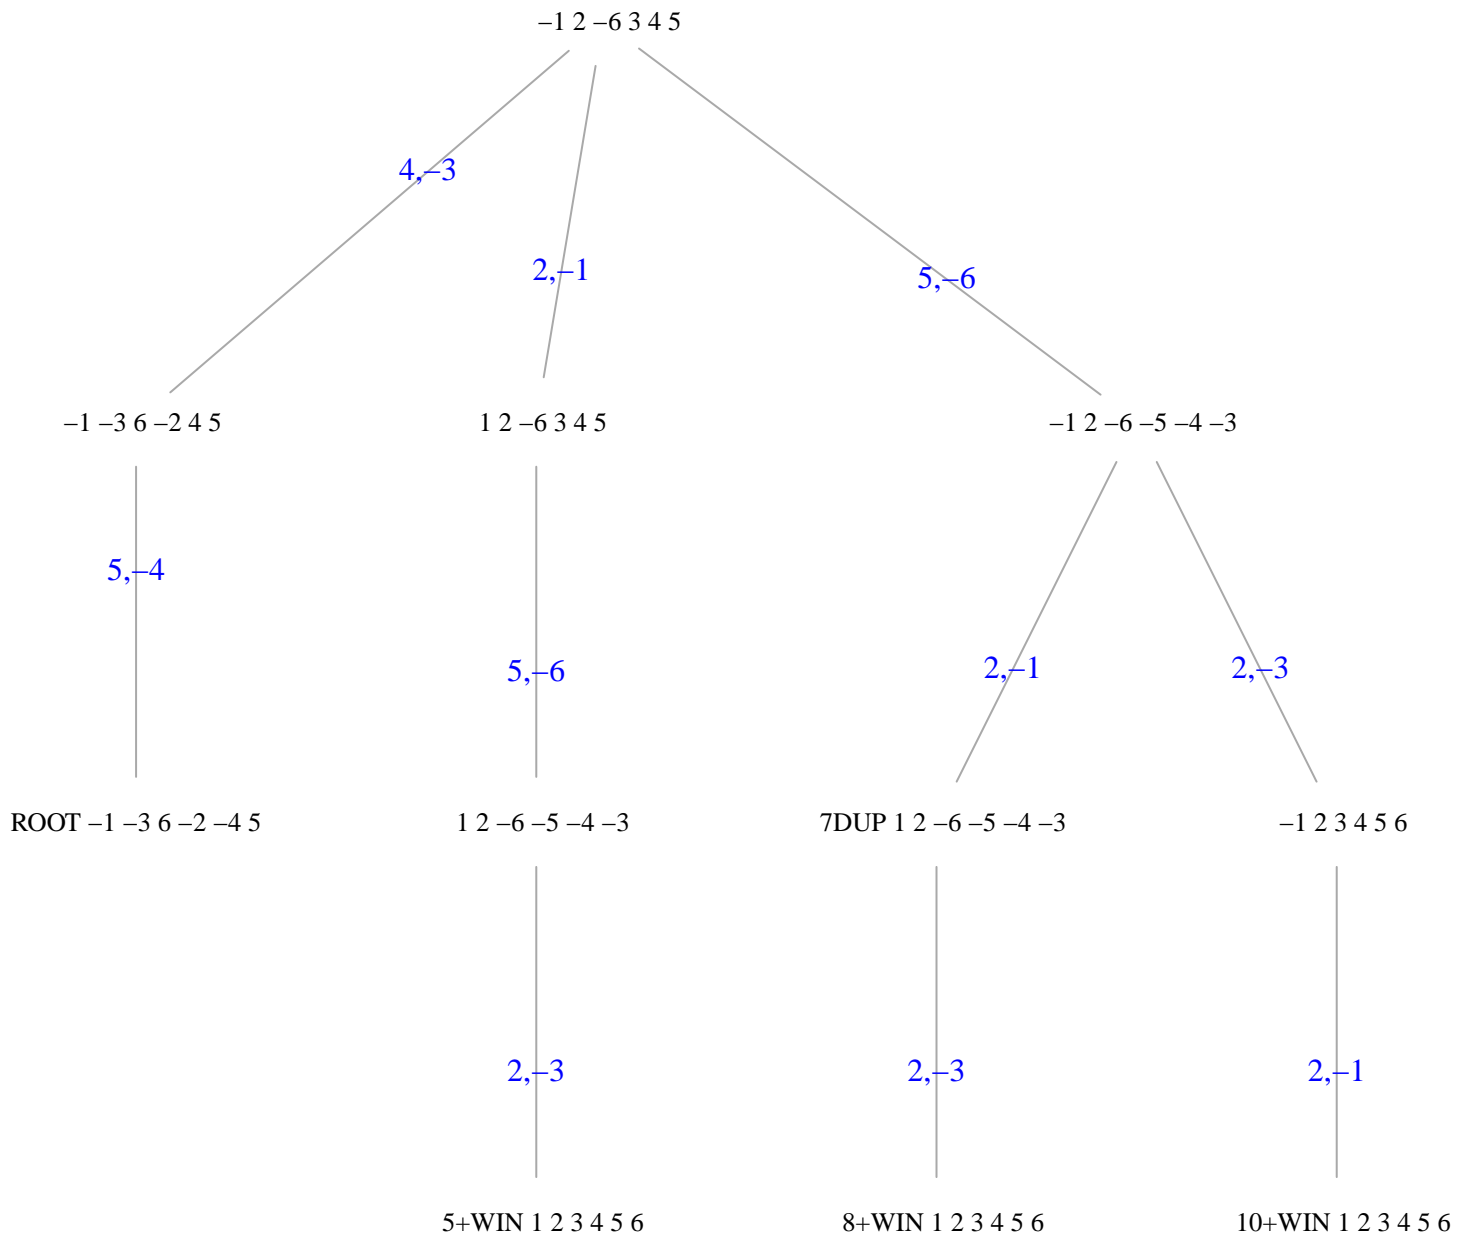 –1 2 –6 3 4 5
4,–3
2,–1
5,–6
–1 –3 6 –2 4 5
1 2 –6 3 4 5
–1 2 –6 –5 –4 –3
5,–4
5,–6
2,–1
2,–3
ROOT –1 –3 6 –2 –4 5
1 2 –6 –5 –4 –3
7DUP 1 2 –6 –5 –4 –3
–1 2 3 4 5 6
2,–3
2,–3
2,–1
5+WIN 1 2 3 4 5 6
8+WIN 1 2 3 4 5 6
10+WIN 1 2 3 4 5 6